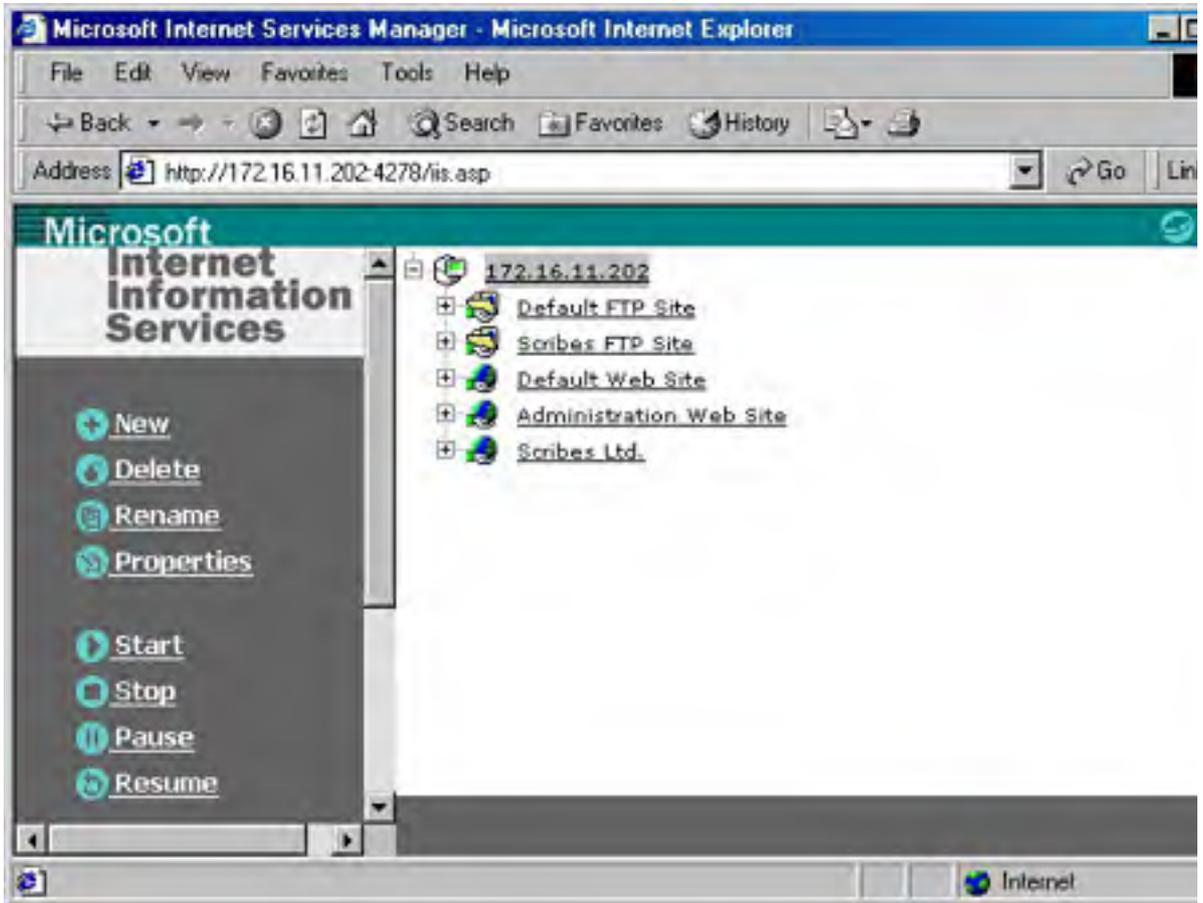 Microsoft Internet Services Manager - Microsoft Internet Explorer
File Edit View Favorites Tools Help
Back Search Favorites History
Address http://172.16.11.202:4278/iis.asp Go Lin
Microsoft
Internet
Information
Services
172.16.11.202
Default FTP Site
Scribes FTP Site
Default Web Site
Administration Web Site
Scribes Ltd.
New
Delete
Rename
Properties
Start
Stop
Pause
Resume
Internet